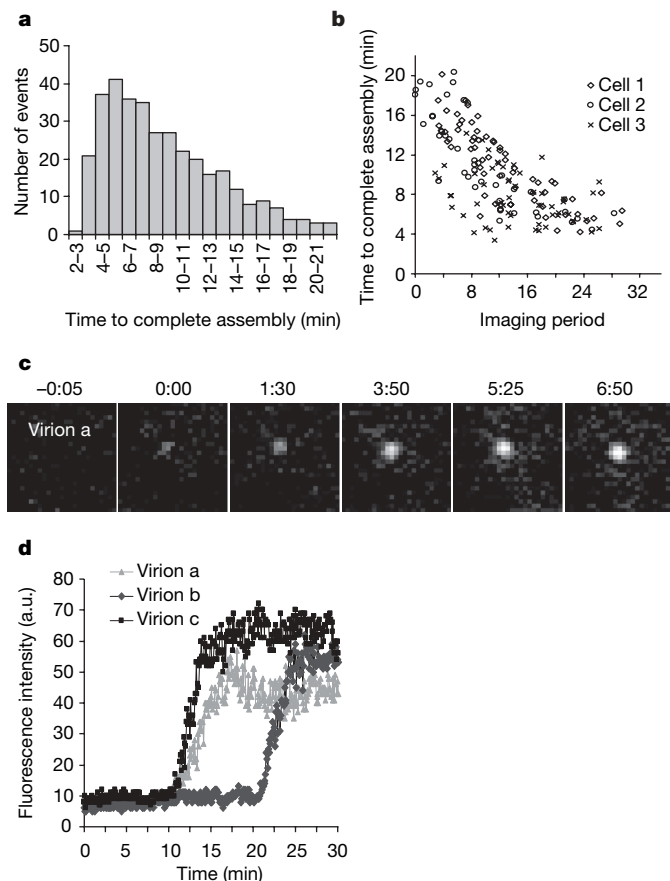 a
50
40
30
20
10
0
Number of events
2–3
4–5
6–7
8–9
10–11
12–13
14–15
16–17
18–19
20–21
Time to complete assembly (min)
b
20
16
12
8
4
0
Time to complete assembly (min)
Cell 1
Cell 2
Cell 3
0 8 16 24 32
Imaging period
c
–0:05 0:00 1:30 3:50 5:25 6:50
Virion a
d
Virion a
Virion b
Virion c
80
70
60
50
40
30
20
10
0
Fluorescence intensity (a.u.)
0 5 10 15 20 25 30
Time (min)